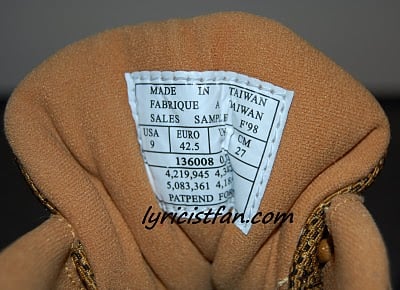 MADE IN TAIWAN
FABRIQUE A TAIWAN
SALES SAMPLE F'98
USA EURO CM
9 42.5 27
136008
4,219,945
5,083,361
PATPEND
lyricistfan.com